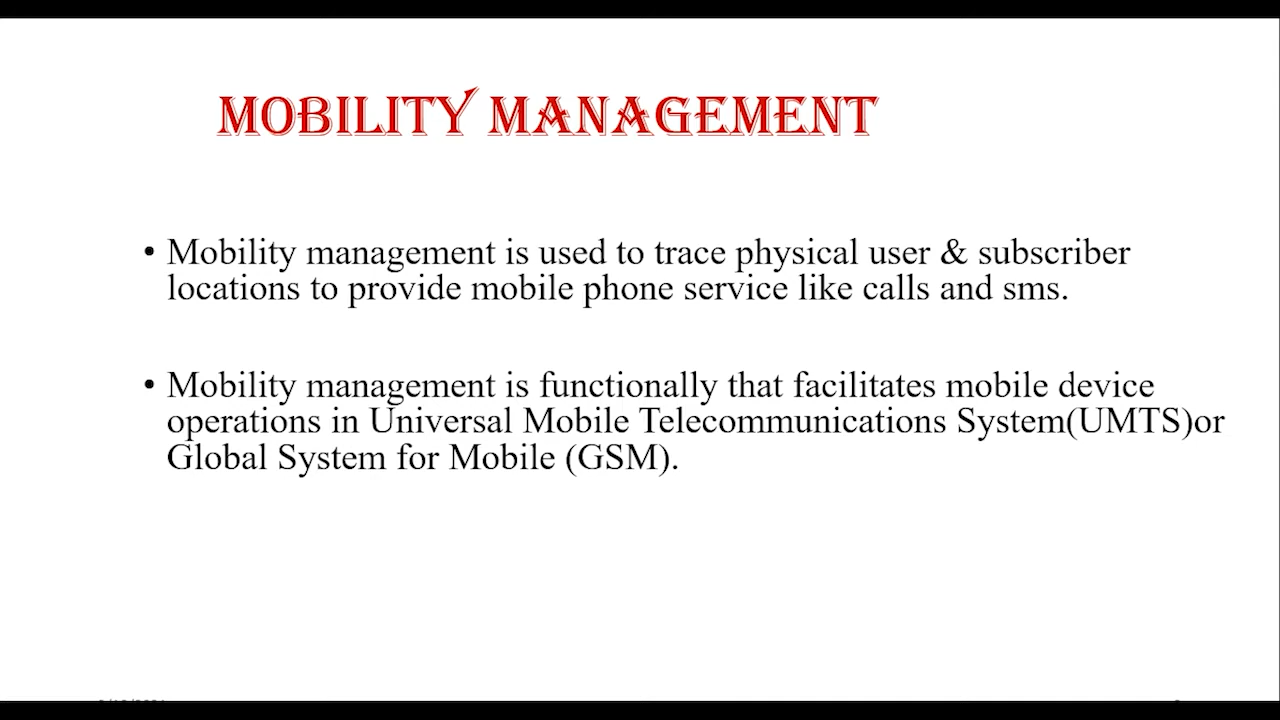 MOBILITY MANAGEMENT
• Mobility management is used to trace physical user & subscriber
locations to provide mobile phone service like calls and sms.
• Mobility management is functionally that facilitates mobile device
operations in Universal Mobile Telecommunications System(UMTS)or
Global System for Mobile (GSM).